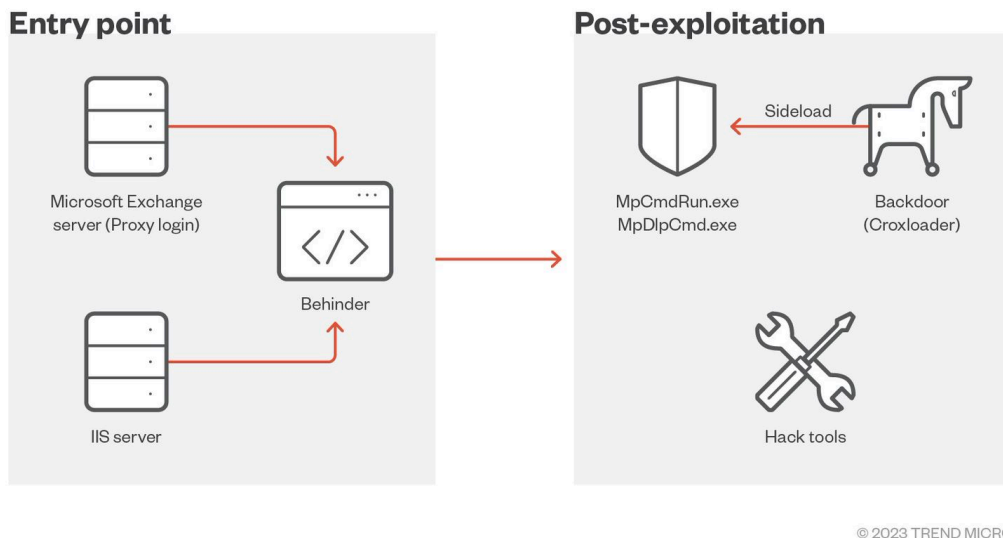 Entry point
Post-exploitation
Microsoft Exchange
server (Proxy login)
</>
Behinder
IIS server
Sideload
MpCmdRun.exe
MpDlpCmd.exe
Backdoor
(Croxloader)
Hack tools
© 2023 TREND MICRO